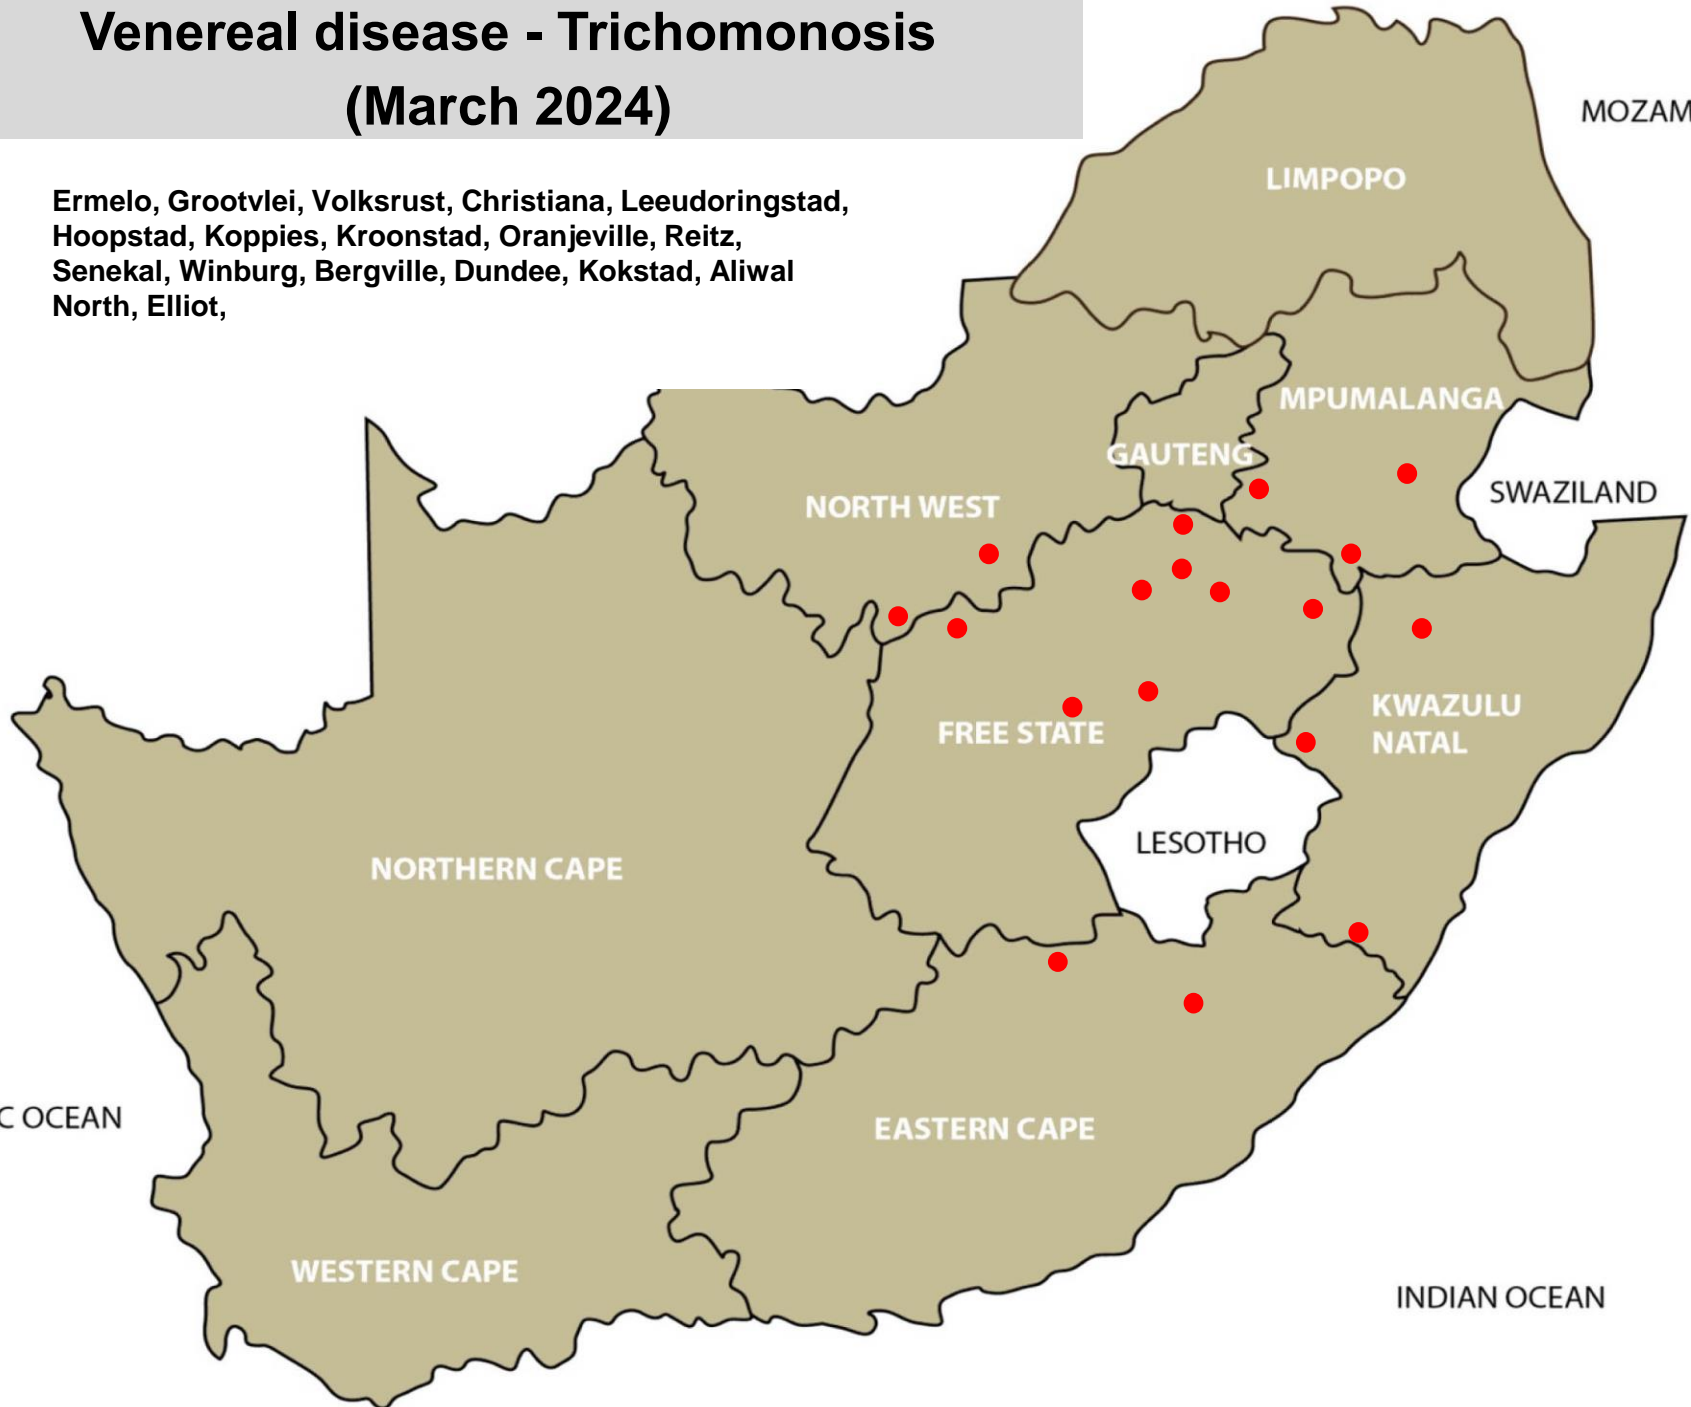 Venereal disease - Trichomonosis
(March 2024)
Ermelo, Grootvlei, Volksrust, Christiana, Leeudoringstad,
Hoopstad, Koppies, Kroonstad, Oranjeville, Reitz,
Senekal, Winburg, Bergville, Dundee, Kokstad, Aliwal
North, Elliot,
MOZAM
LIMPOPO
MPUMALANGA
GAUTENG
SWAZILAND
NORTH WEST
KWAZULU
NATAL
FREE STATE
LESOTHO
NORTHERN CAPE
C OCEAN
EASTERN CAPE
WESTERN CAPE
INDIAN OCEAN